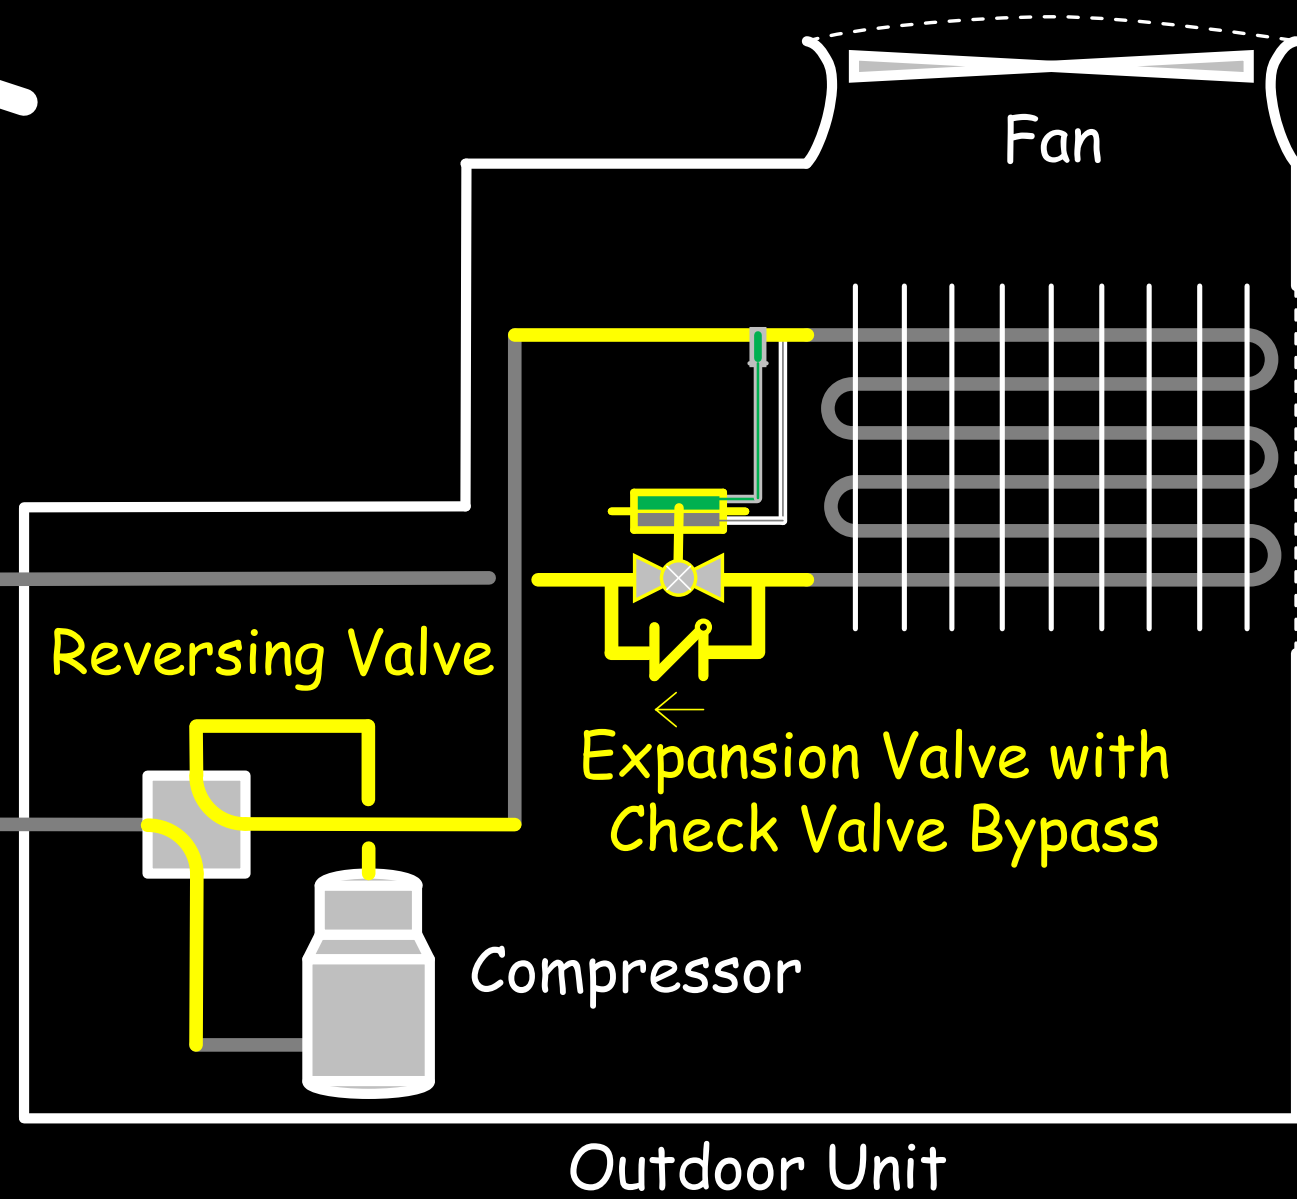 Fan
Reversing Valve
Expansion Valve with
Check Valve Bypass
Compressor
Outdoor Unit